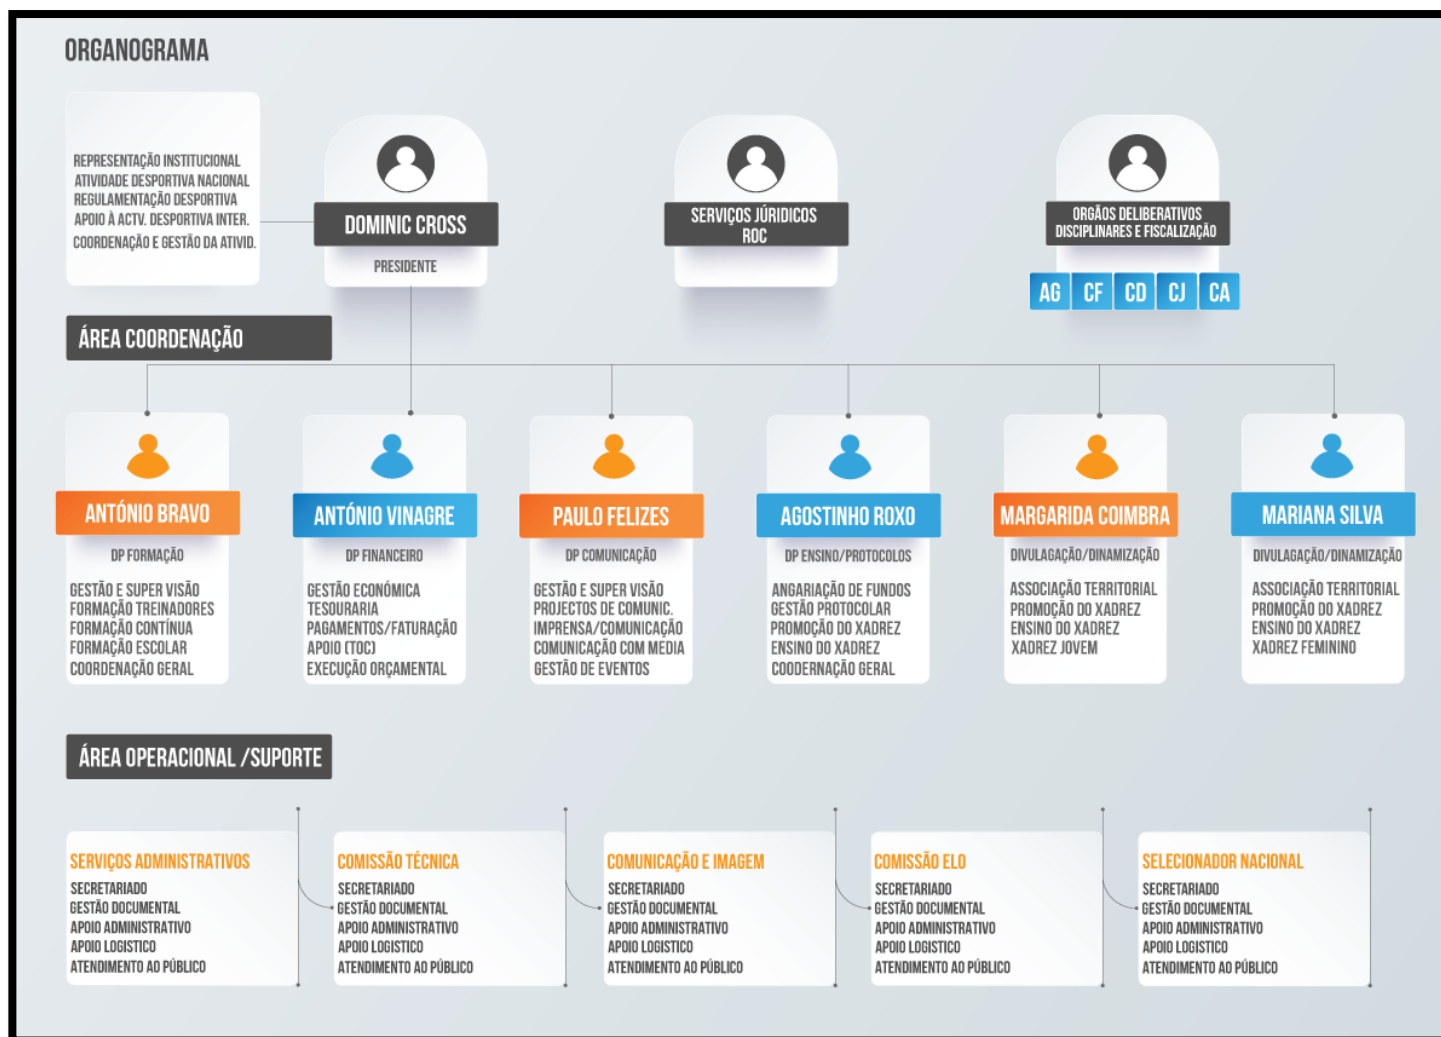 ORGANOGRAMA
REPRESENTAÇÃO INSTITUCIONAL
ATIVIDADE DESPORTIVA NACIONAL
REGULAMENTAÇÃO DESPORTIVA
APOIO À ACTV. DESPORTIVA INTER.
COORDENAÇÃO E GESTÃO DA ATIVID.
DOMINIC CROSS
PRESIDENTE
SERVIÇOS JÚRIDICOS
ROC
ORGÃOS DELIBERATIVOS
DISCIPLINARES E FISCALIZAÇÃO
AG CF CD CJ CA
ÁREA COORDENAÇÃO
ANTÓNIO BRAVO
DP FORMAÇÃO
GESTÃO E SUPER VISÃO
FORMAÇÃO TREINADORES
FORMAÇÃO CONTÍNUA
FORMAÇÃO ESCOLAR
COORDENAÇÃO GERAL
ANTÓNIO VINAGRE
DP FINANCEIRO
GESTÃO ECONÓMICA
TESOURARIA
PAGAMENTOS/FATURAÇÃO
APOIO (TOC)
EXECUÇÃO ORÇAMENTAL
PAULO FELIZES
DP COMUNICAÇÃO
GESTÃO E SUPER VISÃO
PROJECTOS DE COMUNIC.
IMPRENSA/COMUNICAÇÃO
COMUNICAÇÃO COM MEDIA
GESTÃO DE EVENTOS
AGOSTINHO ROXO
DP ENSINO/PROTOCOLOS
ANGARIAÇÃO DE FUNDOS
GESTÃO PROTOCOLAR
PROMOÇÃO DO XADREZ
ENSINO DO XADREZ
COODERNAÇÃO GERAL
MARGARIDA COIMBRA
DIVULAGAÇÃO/DINAMIZAÇÃO
ASSOCIAÇÃO TERRITORIAL
PROMOÇÃO DO XADREZ
ENSINO DO XADREZ
XADREZ JOVEM
MARIANA SILVA
DIVULAGAÇÃO/DINAMIZAÇÃO
ASSOCIAÇÃO TERRITORIAL
PROMOÇÃO DO XADREZ
ENSINO DO XADREZ
XADREZ FEMININO
ÁREA OPERACIONAL /SUPORTE
SERVIÇOS ADMINISTRATIVOS
SECRETARIADO
GESTÃO DOCUMENTAL
APOIO ADMINISTRATIVO
APOIO LOGISTICO
ATENDIMENTO AO PÚBLICO
COMISSÃO TÉCNICA
SECRETARIADO
GESTÃO DOCUMENTAL
APOIO ADMINISTRATIVO
APOIO LOGISTICO
ATENDIMENTO AO PÚBLICO
COMUNICAÇÃO E IMAGEM
SECRETARIADO
GESTÃO DOCUMENTAL
APOIO ADMINISTRATIVO
APOIO LOGISTICO
ATENDIMENTO AO PÚBLICO
COMISSÃO ELO
SECRETARIADO
GESTÃO DOCUMENTAL
APOIO ADMINISTRATIVO
APOIO LOGISTICO
ATENDIMENTO AO PÚBLICO
SELECIONADOR NACIONAL
SECRETARIADO
GESTÃO DOCUMENTAL
APOIO ADMINISTRATIVO
APOIO LOGISTICO
ATENDIMENTO AO PÚBLICO